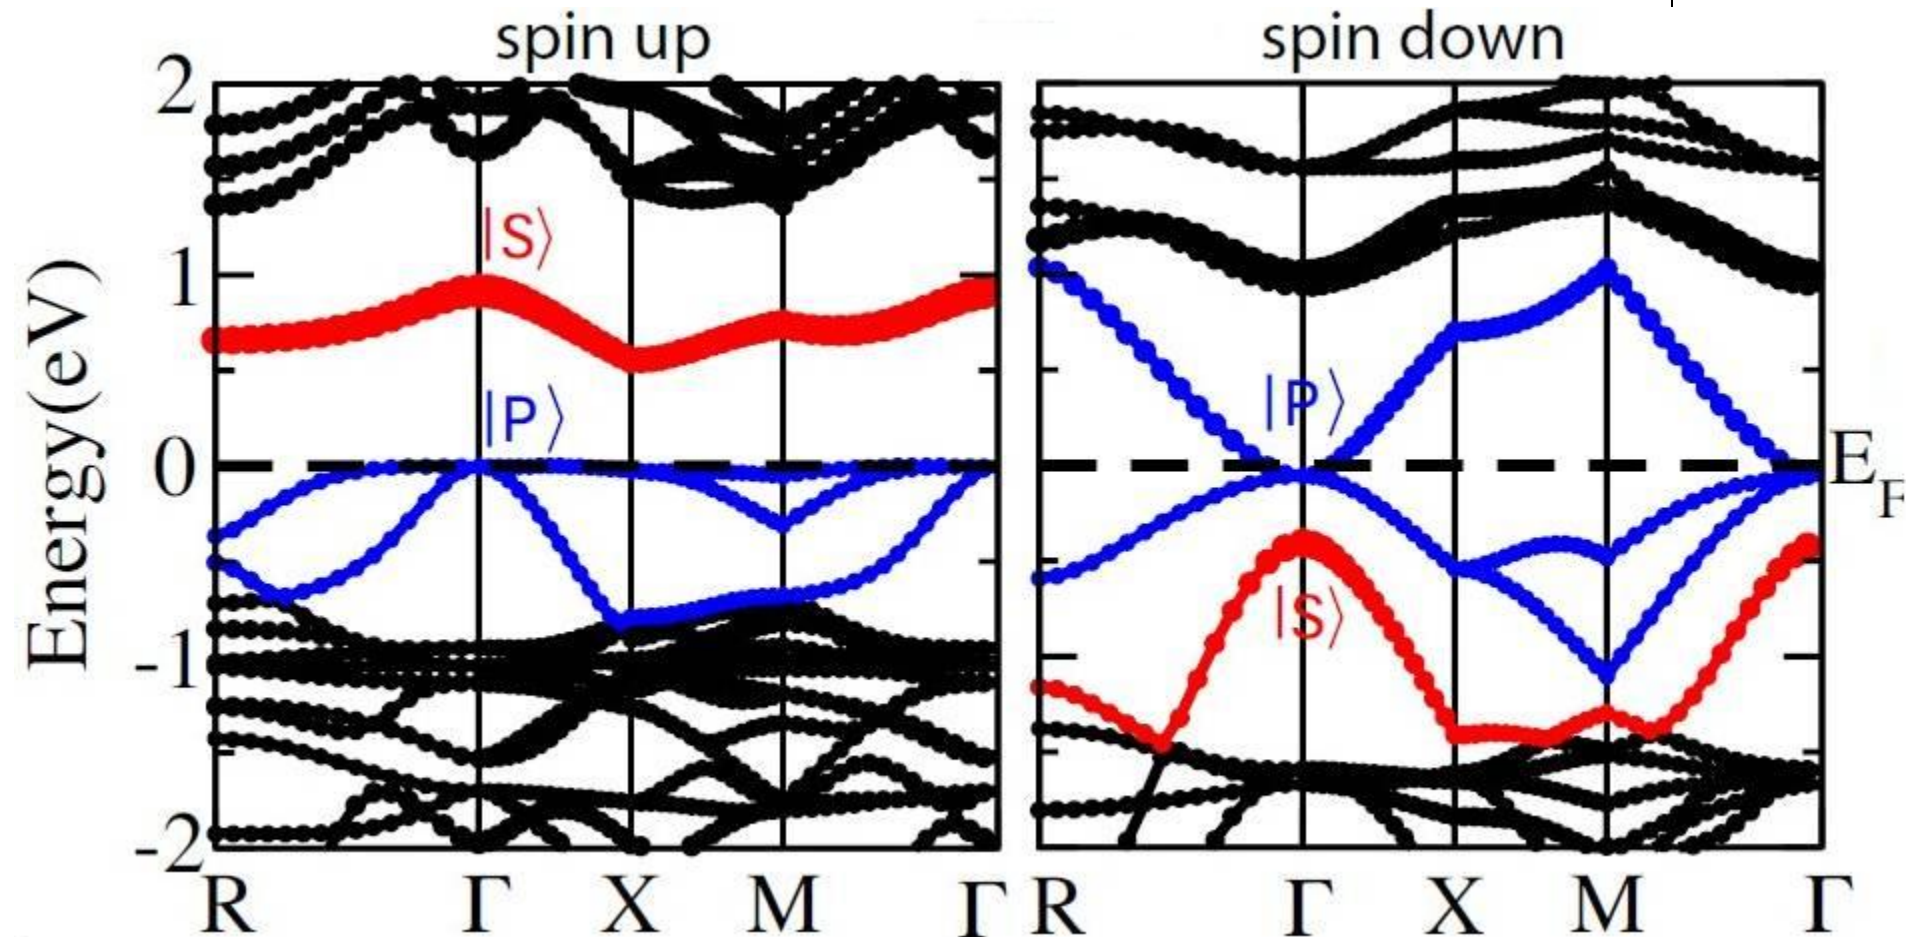 spin up
spin down
Energy(eV)
2
1
0
-1
-2
|S⟩
|P⟩
|P⟩
|S⟩
E_F
R Γ X M Γ
R Γ X M Γ